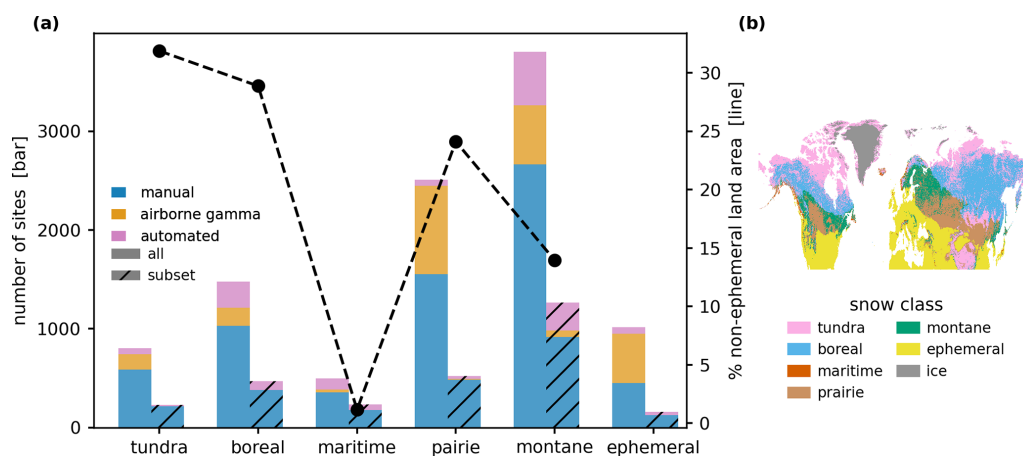 (a)
(b)
number of sites [bar]
3000
2000
1000
0
manual
airborne gamma
automated
all
subset
30
25
20
15
10
5
0
% non-ephemeral land area [line]
tundra
boreal
maritime
pairie
montane
ephemeral
snow class
tundra
boreal
maritime
prairie
montane
ephemeral
ice